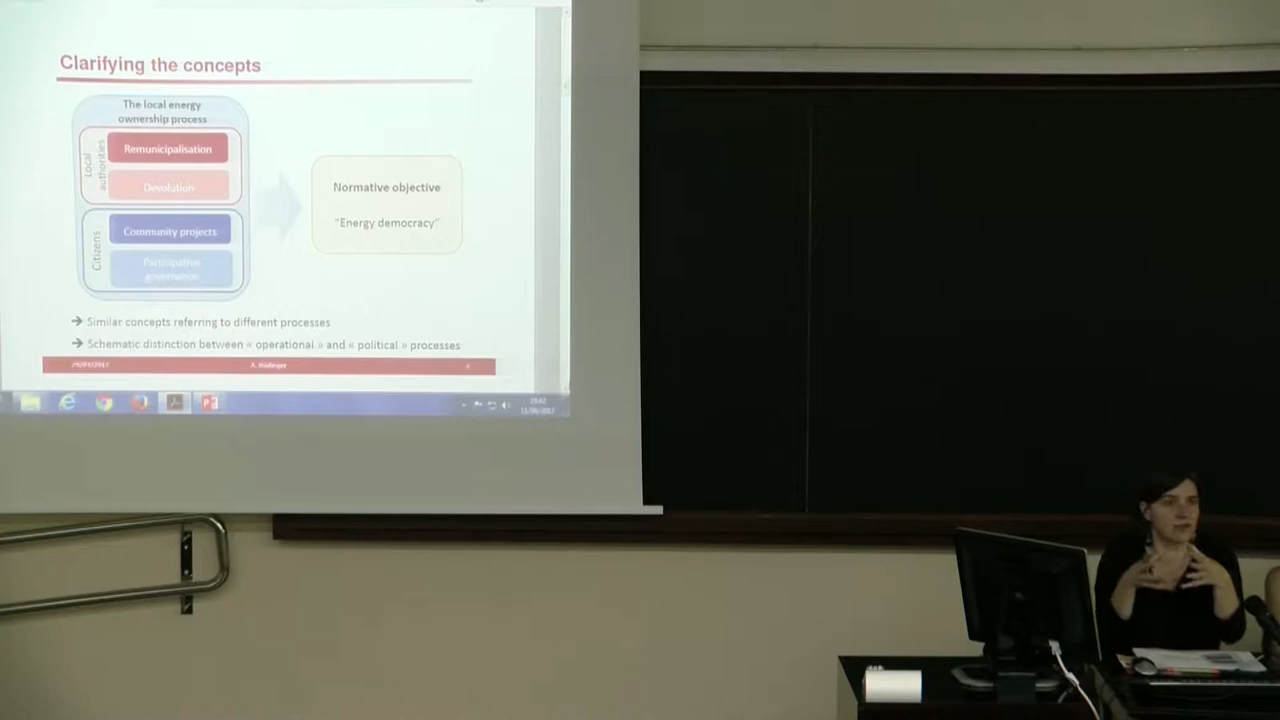 Clarifying the concepts
The local energy
ownership process
Local
authorities
Remunicipalisation
Devolution
Citizens
Community projects
Participative
governance
Normative objective
“Energy democracy”
➔ Similar concepts referring to different processes
➔ Schematic distinction between « operational » and « political » processes
A. Rüdinger